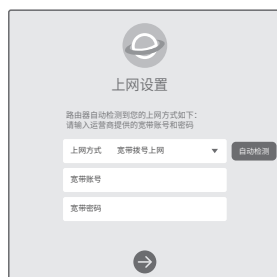 上网设置
路由器自动检测到您的上网方式如下：
请输入运营商提供的宽带账号和密码
上网方式 宽带拨号上网 自动检测
宽带账号
宽带密码